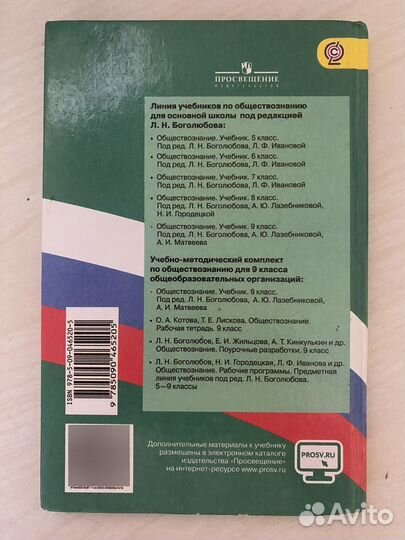 ПРОСВЕЩЕНИЕ
ИЗДАТЕЛЬСТВО
Линия учебников по обществознанию
для основной школы под редакцией
Л. Н. Боголюбова:
• Обществознание. Учебник. 5 класс.
Под ред. Л. Н. Боголюбова, Л. Ф. Ивановой
• Обществознание. Учебник. 6 класс.
Под ред. Л. Н. Боголюбова, Л. Ф. Ивановой
• Обществознание. Учебник. 7 класс.
Под ред. Л. Н. Боголюбова, Л. Ф. Ивановой
• Обществознание. Учебник. 8 класс.
Под ред. Л. Н. Боголюбова, А. Ю. Лазебниковой,
Н. И. Городецкой
• Обществознание. Учебник. 9 класс.
Под ред. Л. Н. Боголюбова, А. Ю. Лазебниковой,
А. И. Матвеева
Учебно-методический комплект
по обществознанию для 9 класса
общеобразовательных организаций:
• Обществознание. Учебник. 9 класс.
Под ред. Л. Н. Боголюбова, А. Ю. Лазебниковой,
А. И. Матвеева
• О. А. Котова, Т. Е. Лискова. Обществознание.
Рабочая тетрадь. 9 класс
• Л. Н. Боголюбов, Е. И. Жильцова, А. Т. Кинкулькин и др.
Обществознание. Поурочные разработки. 9 класс
• Л. Н. Боголюбов, Н. И. Городецкая, Л. Ф. Иванова и др.
Обществознание. Рабочие программы. Предметная
линия учебников под ред. Л. Н. Боголюбова.
5—9 классы
ISBN 978-5-09-046520-5
9 785090 465205
Дополнительные материалы к учебнику
размещены в электронном каталоге
издательства «Просвещение»
на интернет-ресурсе www.prosv.ru
PROSV.RU
Avito